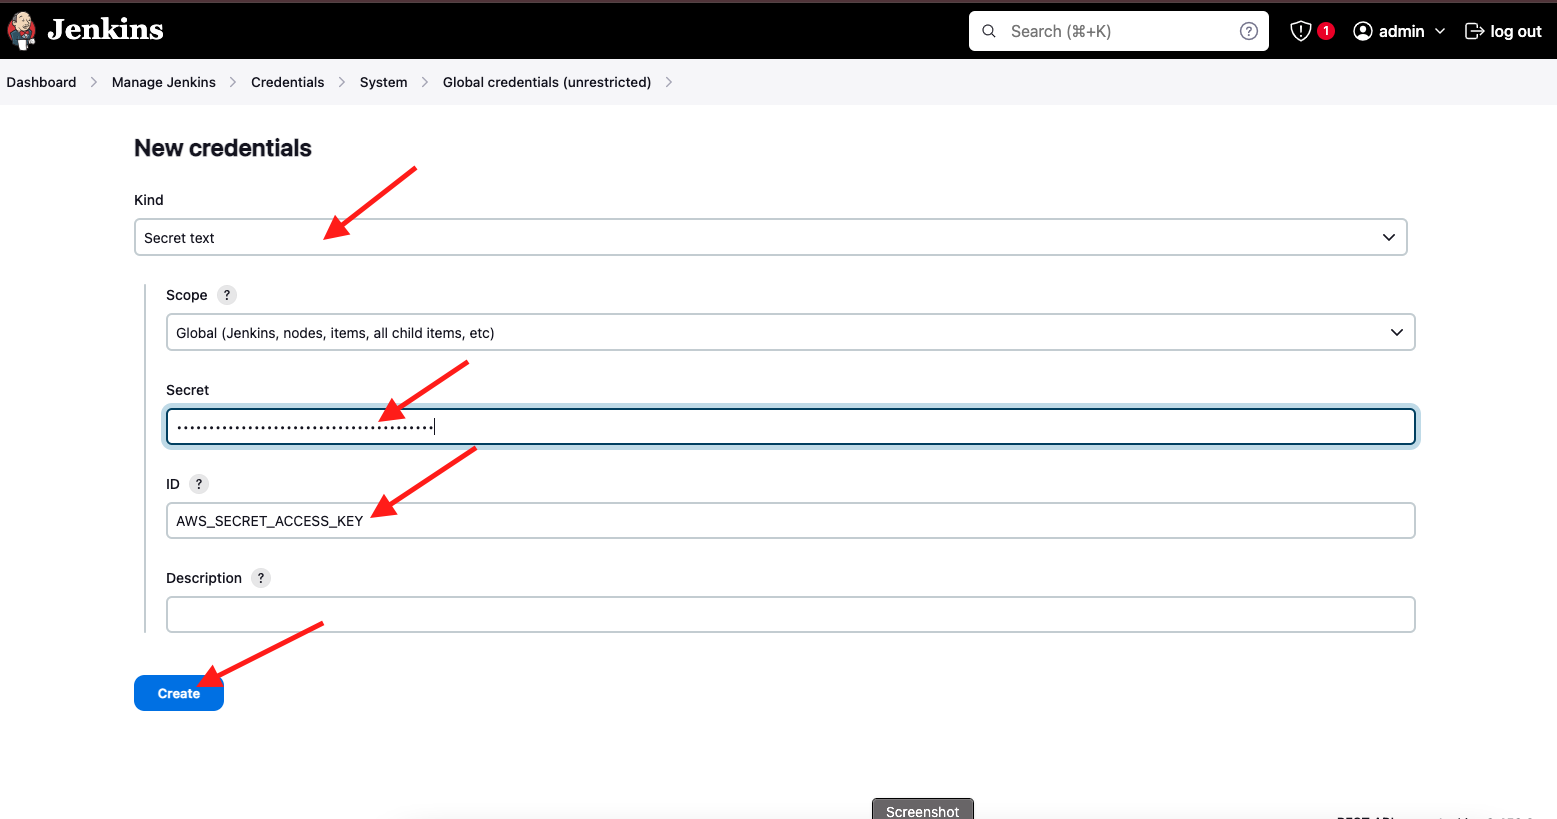 Jenkins
Search (⌘+K) ?
1
admin
log out
Dashboard Manage Jenkins Credentials System Global credentials (unrestricted)
New credentials
Kind
Secret text
Scope ?
Global (Jenkins, nodes, items, all child items, etc)
Secret
ID ?
AWS_SECRET_ACCESS_KEY
Description ?
Create
Screenshot